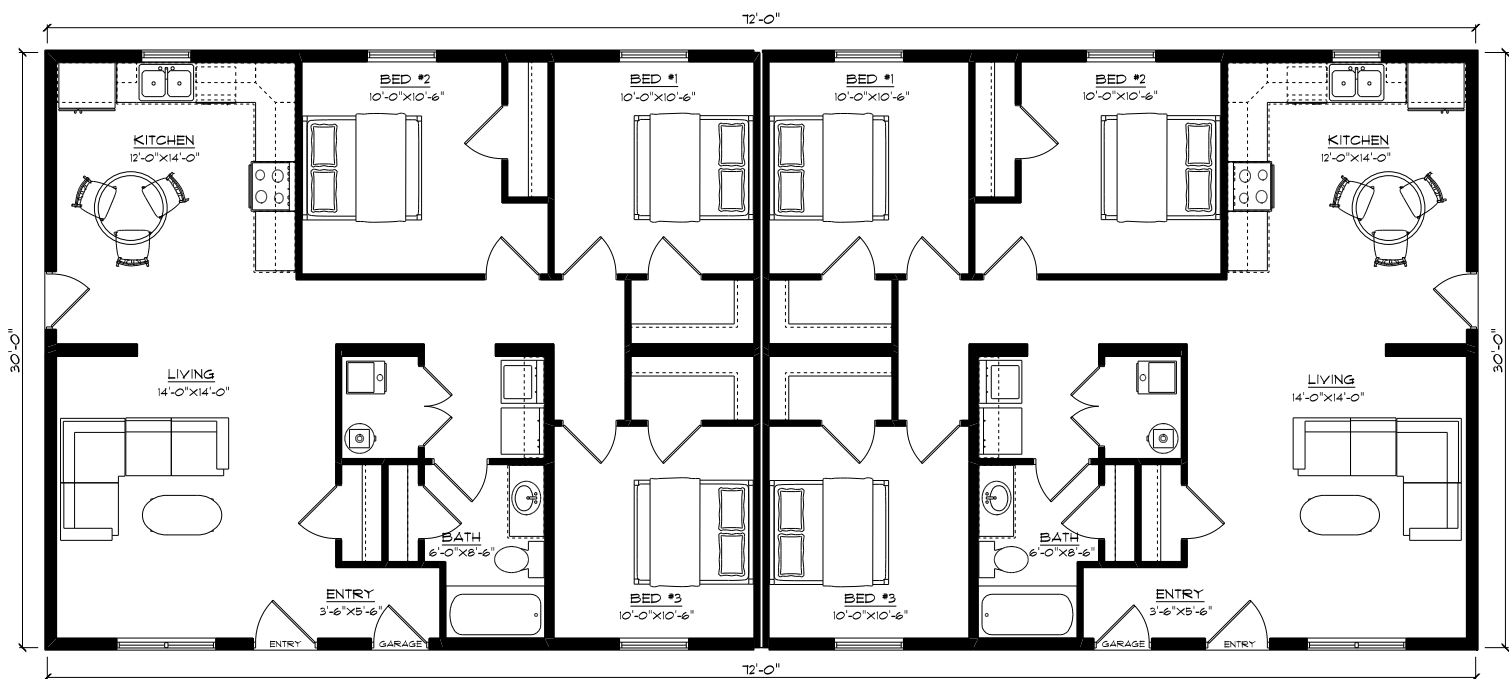 72'-0"
BED #2
10'-0"X10'-6"
BED #1
10'-0"X10'-6"
BED #1
10'-0"X10'-6"
BED #2
10'-0"X10'-6"
KITCHEN
12'-0"X14'-0"
KITCHEN
12'-0"X14'-0"
30'-0"
30'-0"
LIVING
14'-0"X14'-0"
LIVING
14'-0"X14'-0"
BATH
6'-0"X8'-6"
BATH
6'-0"X8'-6"
ENTRY
3'-6"X5'-6"
BED #3
10'-0"X10'-6"
BED #3
10'-0"X10'-6"
ENTRY
3'-6"X5'-6"
ENTRY
GARAGE
GARAGE
ENTRY
72'-0"